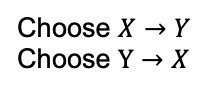 Choose X → Y
Choose Y → X